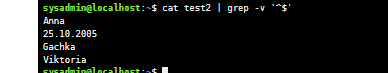 sysadmin@localhost:~$ cat test2 | grep -v '^$'
Anna
25.10.2005
Gachka
Viktoria
sysadmin@localhost:~$